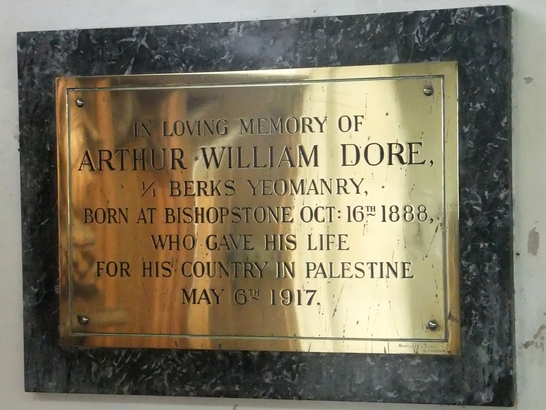 IN LOVING MEMORY OF
ARTHUR WILLIAM DORE,
1/1 BERKS YEOMANRY,
BORN AT BISHOPSTONE OCT: 16TH 1888,
WHO GAVE HIS LIFE
FOR HIS COUNTRY IN PALESTINE
MAY 6TH 1917.